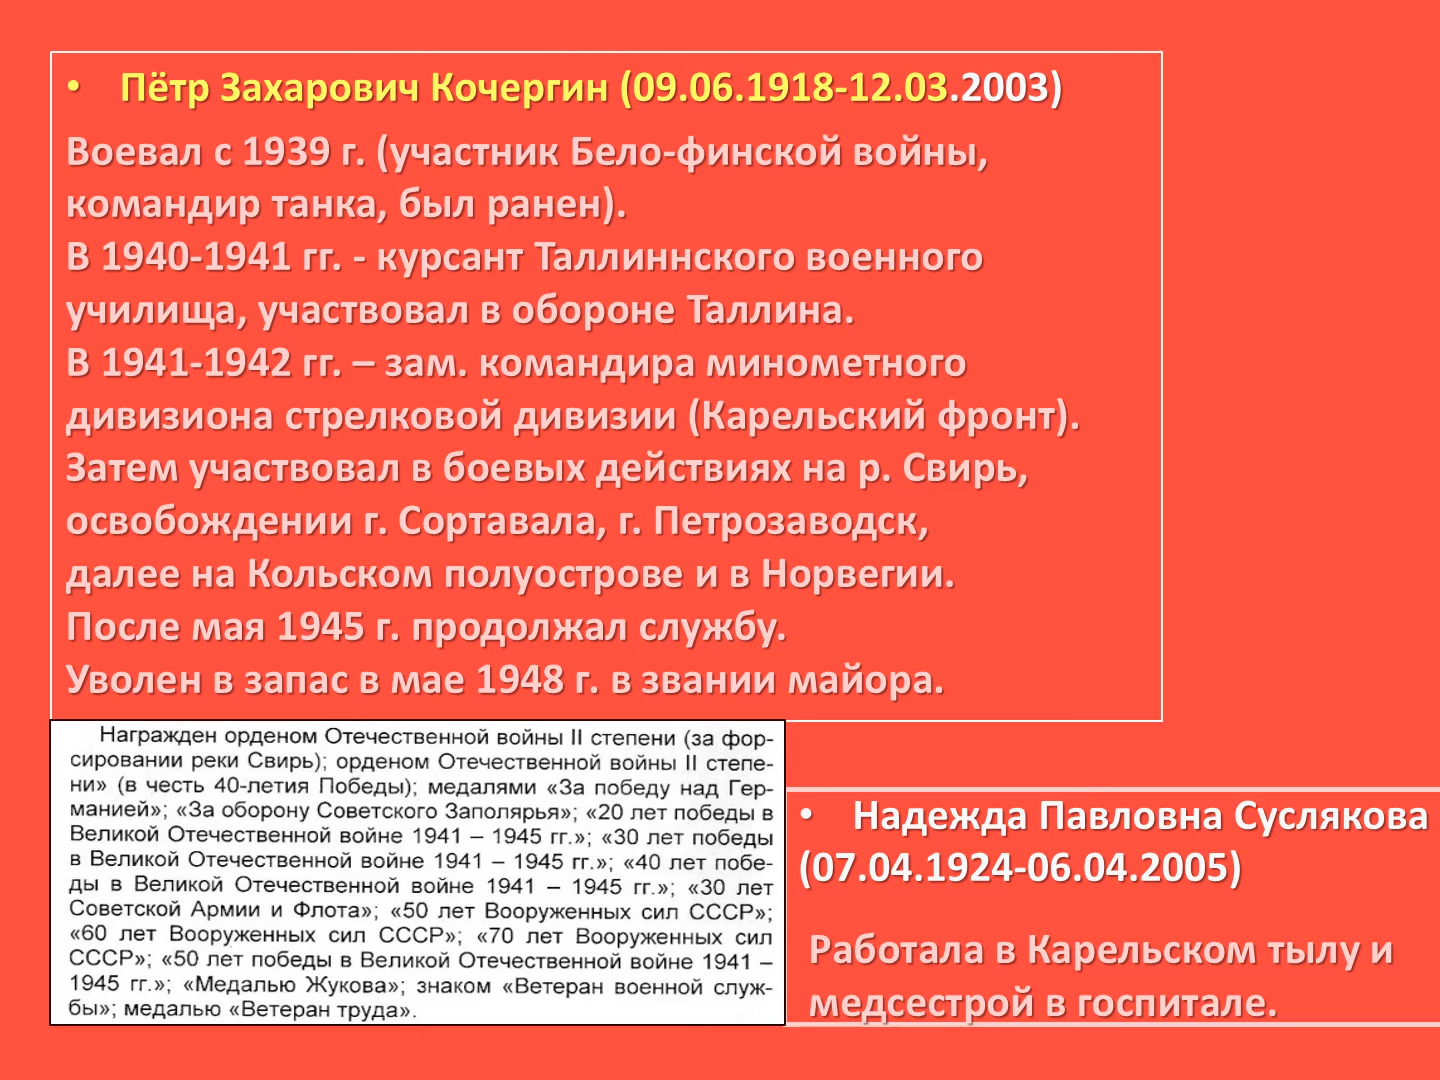 • Пётр Захарович Кочергин (09.06.1918-12.03.2003)
Воевал с 1939 г. (участник Бело-финской войны,
командир танка, был ранен).
В 1940-1941 гг. - курсант Таллиннского военного
училища, участвовал в обороне Таллина.
В 1941-1942 гг. – зам. командира минометного
дивизиона стрелковой дивизии (Карельский фронт).
Затем участвовал в боевых действиях на р. Свирь,
освобождении г. Сортавала, г. Петрозаводск,
далее на Кольском полуострове и в Норвегии.
После мая 1945 г. продолжал службу.
Уволен в запас в мае 1948 г. в звании майора.
Награжден орденом Отечественной войны II степени (за фор-
сировании реки Свирь); орденом Отечественной войны II степе-
ни» (в честь 40-летия Победы); медалями «За победу над Гер-
манией»; «За оборону Советского Заполярья»; «20 лет победы в
Великой Отечественной войне 1941 – 1945 гг.»; «30 лет победы
в Великой Отечественной войне 1941 – 1945 гг.»; «40 лет побе-
ды в Великой Отечественной войне 1941 – 1945 гг.»; «30 лет
Советской Армии и Флота»; «50 лет Вооруженных сил СССР»;
«60 лет Вооруженных сил СССР»; «70 лет Вооруженных сил
СССР»; «50 лет победы в Великой Отечественной войне 1941 –
1945 гг.»; «Медалью Жукова»; знаком «Ветеран военной служ-
бы»; медалью «Ветеран труда».
• Надежда Павловна Суслякова
(07.04.1924-06.04.2005)
Работала в Карельском тылу и
медсестрой в госпитале.